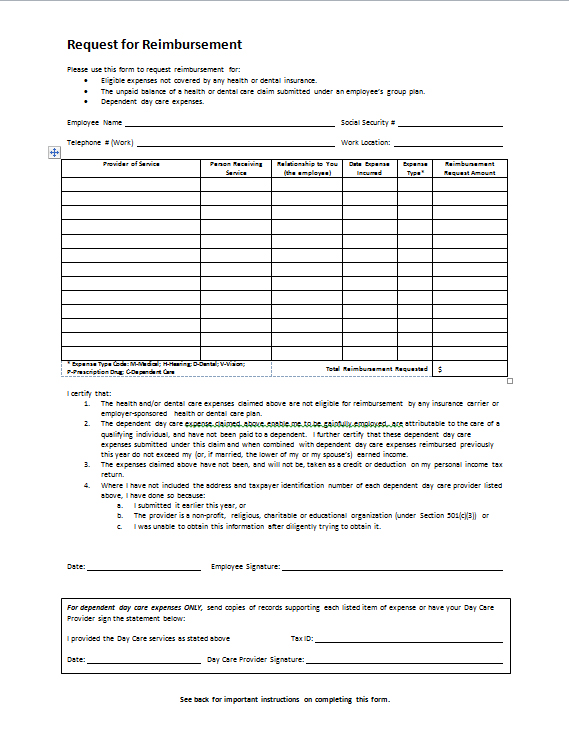 Request for Reimbursement
Please use this form to request reimbursement for:
• Eligible expenses not covered by any health or dental insurance.
• The unpaid balance of a health or dental care claim submitted under an employee's group plan.
• Dependent day care expenses.
Employee Name Social Security #
Telephone # (Work) Work Location:
Provider of Service Person Receiving Service Relationship to You (the employee) Date Expense Incurred Expense Type* Reimbursement Request Amount
* Expense Type Code: M-Medical; H-Hearing; D-Dental; V-Vision;
P-Prescription Drug; C-Dependent Care
Total Reimbursement Requested $
I certify that:
1. The health and/or dental care expenses claimed above are not eligible for reimbursement by any insurance carrier or
employer-sponsored health or dental care plan.
2. The dependent day care expense claimed above enable me to be gainfully employed, are attributable to the care of a
qualifying individual, and have not been paid to a dependent. I further certify that these dependent day care
expenses submitted under this claim and when combined with dependent day care expenses reimbursed previously
this year do not exceed my (or, if married, the lower of my or my spouse's) earned income.
3. The expenses claimed above have not been, and will not be, taken as a credit or deduction on my personal income tax
return.
4. Where I have not included the address and taxpayer identification number of each dependent day care provider listed
above, I have done so because:
a. I submitted it earlier this year, or
b. The provider is a non-profit, religious, charitable or educational organization (under Section 501(c)(3)) or
c. I was unable to obtain this information after diligently trying to obtain it.
Date: Employee Signature:
For dependent day care expenses ONLY, send copies of records supporting each listed item of expense or have your Day Care
Provider sign the statement below:
I provided the Day Care services as stated above Tax ID:
Date: Day Care Provider Signature:
See back for important instructions on completing this form.